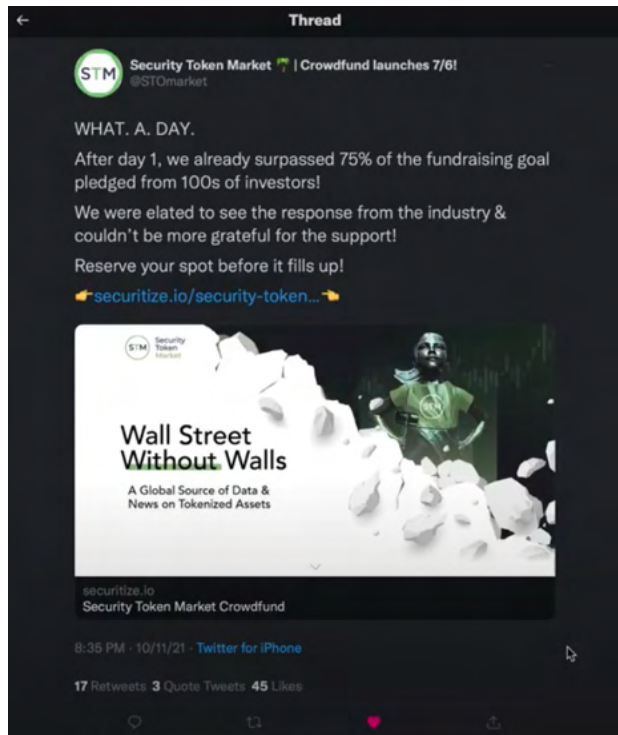 Thread
STM
Security Token Market 🌴 | Crowdfund launches 7/6!
@STOmarket
WHAT. A. DAY.
After day 1, we already surpassed 75% of the fundraising goal
pledged from 100s of investors!
We were elated to see the response from the industry &
couldn't be more grateful for the support!
Reserve your spot before it fills up!
👉securitize.io/security-token...👈
STM
Security
Token
Market
STM
Wall Street
Without Walls
A Global Source of Data &
News on Tokenized Assets
securitize.io
Security Token Market Crowdfund
8:35 PM · 10/11/21 · Twitter for iPhone
17 Retweets 3 Quote Tweets 45 Likes